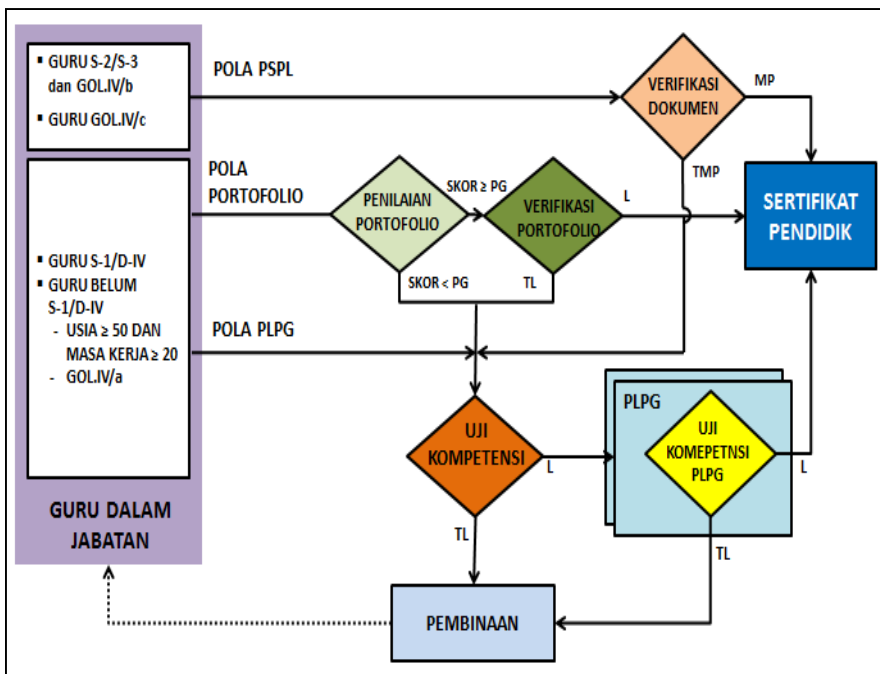 ▪ GURU S-2/S-3
dan GOL.IV/b
▪ GURU GOL.IV/c
POLA PSPL
VERIFIKASI
DOKUMEN
MP
TMP
POLA
PORTOFOLIO
PENILAIAN
PORTOFOLIO
SKOR ≥ PG
VERIFIKASI
PORTOFOLIO
L
SERTIFIKAT
PENDIDIK
SKOR < PG
TL
▪ GURU S-1/D-IV
▪ GURU BELUM
S-1/D-IV
- USIA ≥ 50 DAN
MASA KERJA ≥ 20
- GOL.IV/a
POLA PLPG
UJI
KOMPETENSI
L
TL
PLPG
UJI
KOMEPETNSI
PLPG
L
TL
GURU DALAM
JABATAN
PEMBINAAN